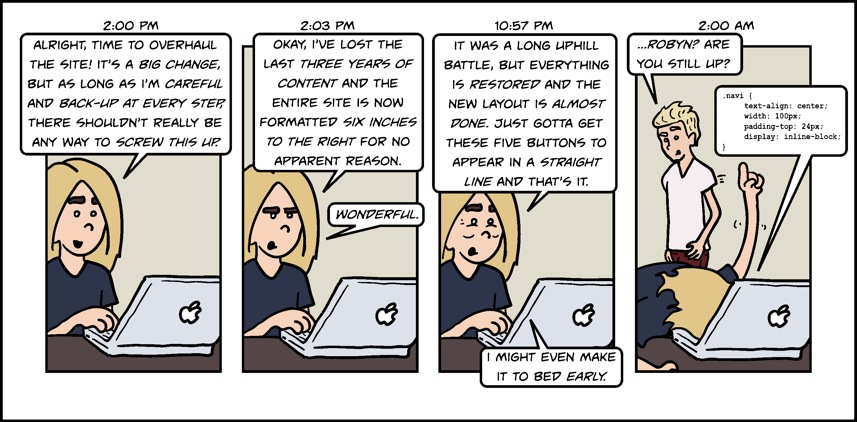 2:00 PM
ALRIGHT, TIME TO OVERHAUL
THE SITE! IT'S A BIG CHANGE,
BUT AS LONG AS I'M CAREFUL
AND BACK-UP AT EVERY STEP,
THERE SHOULDN'T REALLY BE
ANY WAY TO SCREW THIS UP.
2:03 PM
OKAY, I'VE LOST THE
LAST THREE YEARS OF
CONTENT AND THE
ENTIRE SITE IS NOW
FORMATTED SIX INCHES
TO THE RIGHT FOR NO
APPARENT REASON.
WONDERFUL.
10:57 PM
IT WAS A LONG UPHILL
BATTLE, BUT EVERYTHING
IS RESTORED AND THE
NEW LAYOUT IS ALMOST
DONE. JUST GOTTA GET
THESE FIVE BUTTONS TO
APPEAR IN A STRAIGHT
LINE AND THAT'S IT.
I MIGHT EVEN MAKE
IT TO BED EARLY.
2:00 AM
...ROBYN? ARE
YOU STILL UP?
.navi {
text-align: center;
width: 100px;
padding-top: 24px;
display: inline-block;
}